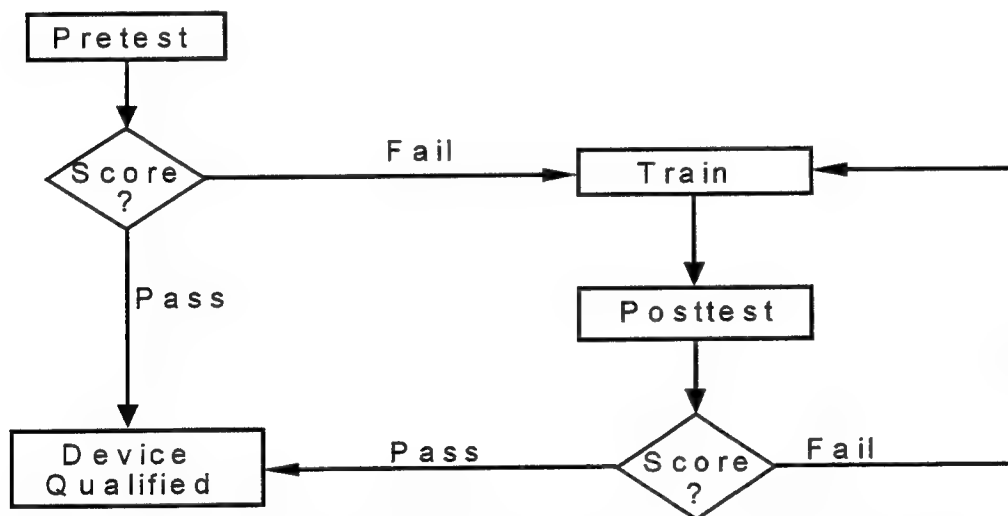 Pretest
Score
?
Fail
Train
Pass
Posttest
Device
Qualified
Pass
Score
?
Fail